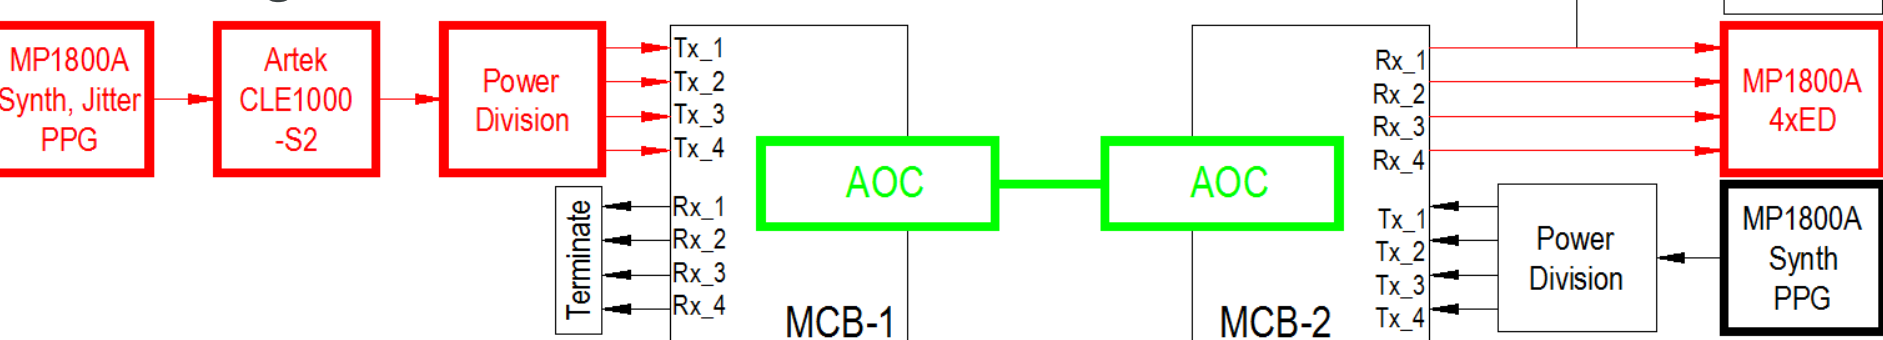 MP1800A
Synth, Jitter
PPG
Artek
CLE1000
-S2
Power
Division
Tx_1
Tx_2
Tx_3
Tx_4
Rx_1
Rx_2
Rx_3
Rx_4
Terminate
AOC
MCB-1
AOC
MCB-2
Rx_1
Rx_2
Rx_3
Rx_4
Tx_1
Tx_2
Tx_3
Tx_4
MP1800A
4xED
Power
Division
MP1800A
Synth
PPG